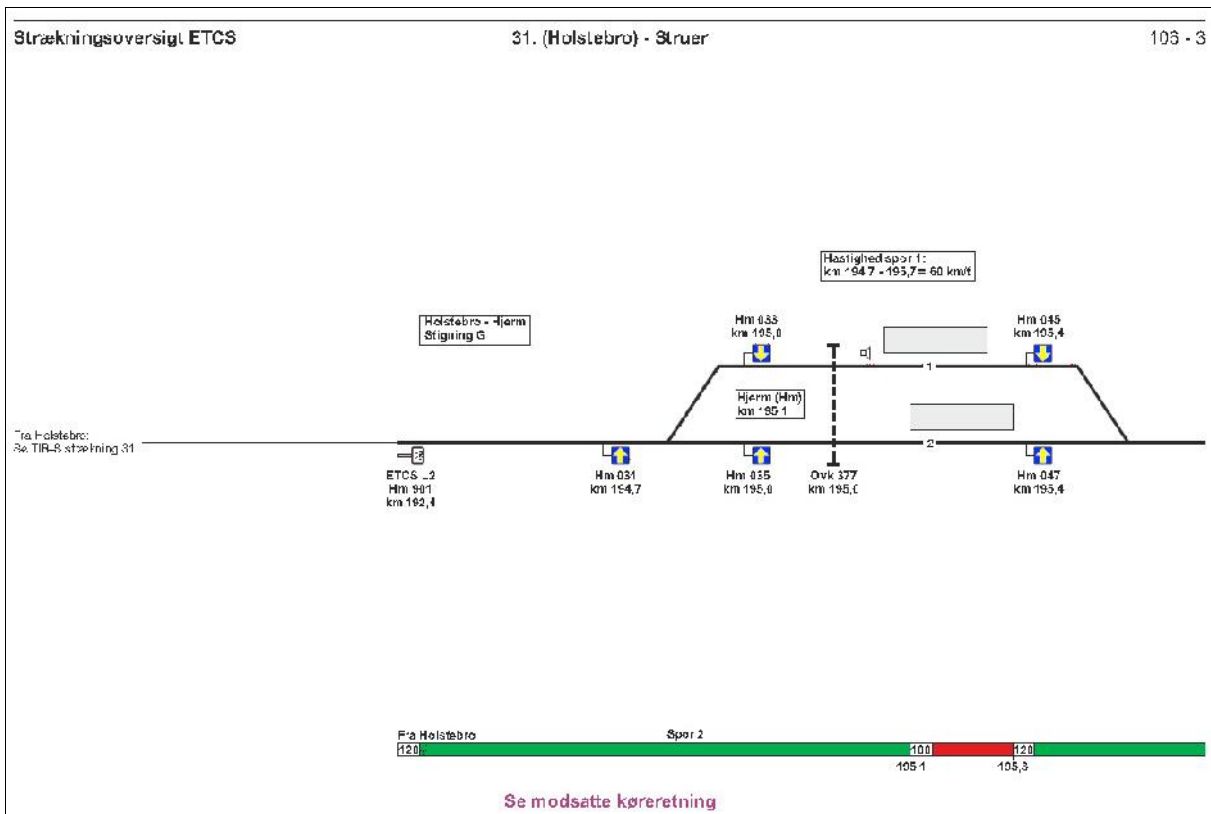 Strækningsoversigt ETCS
31. (Holstebro) - Struer
106 - 3
Hastighed spor 1:
km 194,7 - 195,7 = 60 km/t
Holstebro - Hjerm
Stigning G
Hm 033
km 195,0
Hm 045
km 195,4
1
Hjerm (Hm)
km 195,1
Fra Holstebro:
Se TIB-S strækning 31
2
ETCS L2
Hm 901
km 192,4
Hm 031
km 194,7
Hm 035
km 195,0
Ovk 377
km 195,0
Hm 047
km 195,4
Fra Holstebro
Spor 2
120
100
120
195,1
195,3
Se modsatte køreretning